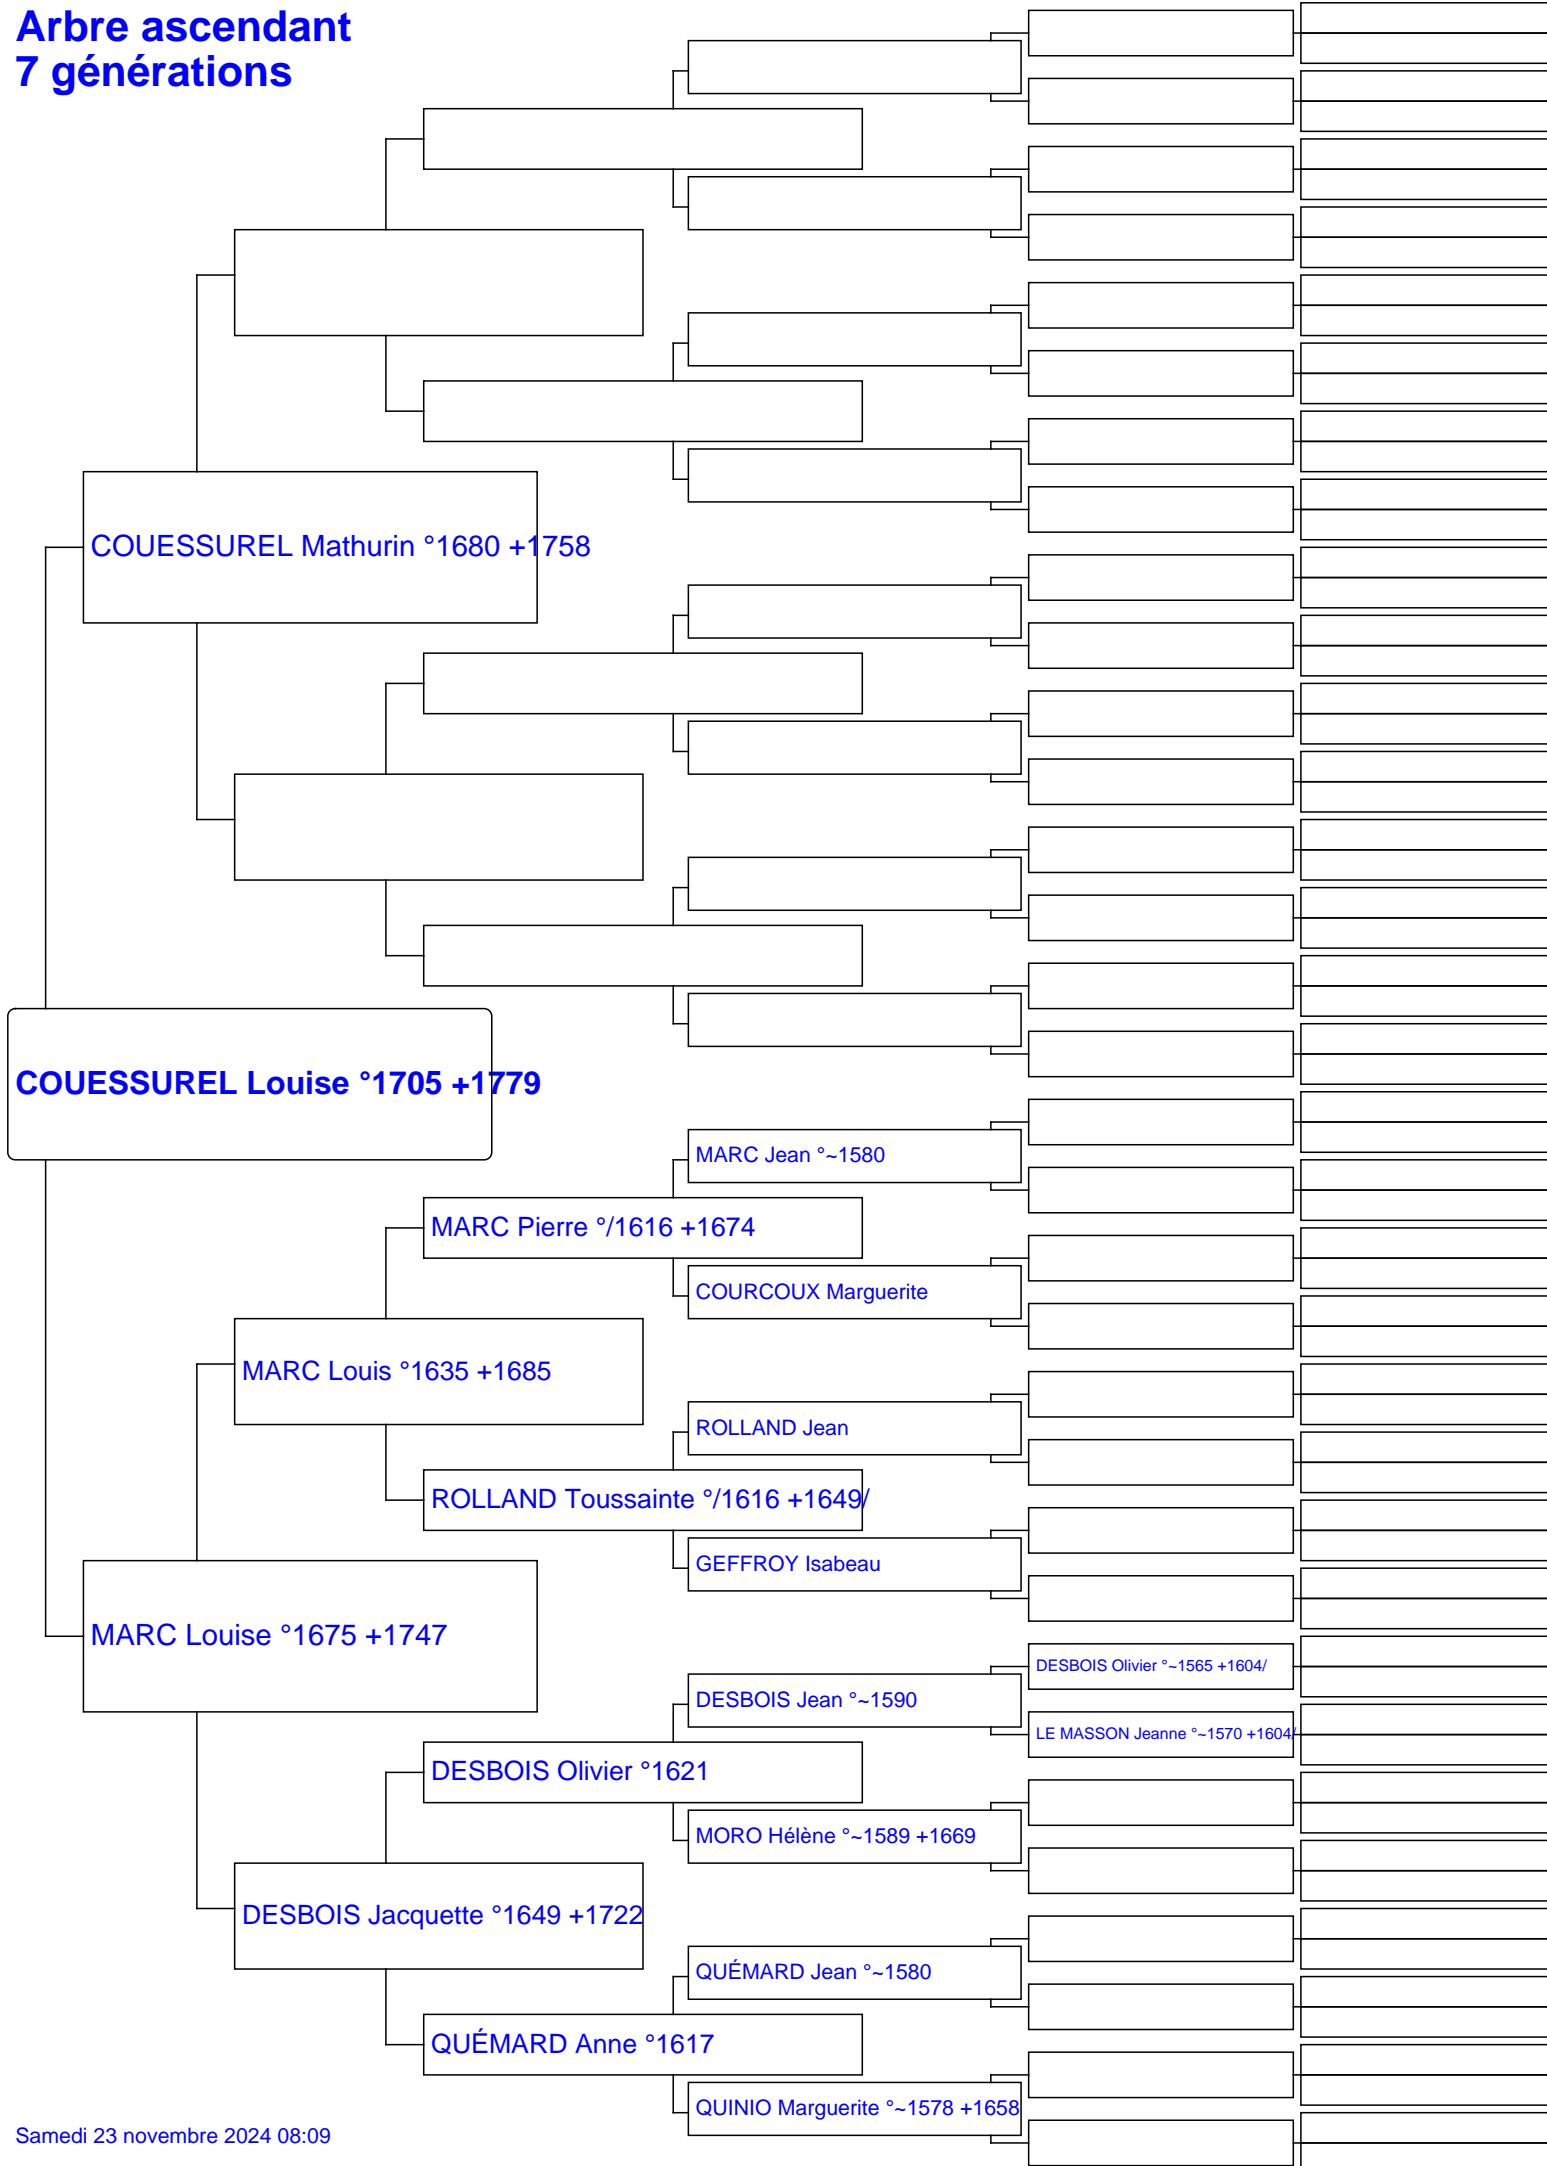 Arbre ascendant
7 générations
COUESSUREL Mathurin °1680 +1758
COUESSUREL Louise °1705 +1779
MARC Jean °~1580
MARC Pierre °/1616 +1674
COURCOUX Marguerite
MARC Louis °1635 +1685
ROLLAND Jean
ROLLAND Toussainte °/1616 +1649/
GEFFROY Isabeau
MARC Louise °1675 +1747
DESBOIS Olivier °~1565 +1604/
DESBOIS Jean °~1590
LE MASSON Jeanne °~1570 +1604/
DESBOIS Olivier °1621
MORO Hélène °~1589 +1669
DESBOIS Jacquette °1649 +1722
QUÉMARD Jean °~1580
QUÉMARD Anne °1617
QUINIO Marguerite °~1578 +1658
Samedi 23 novembre 2024 08:09